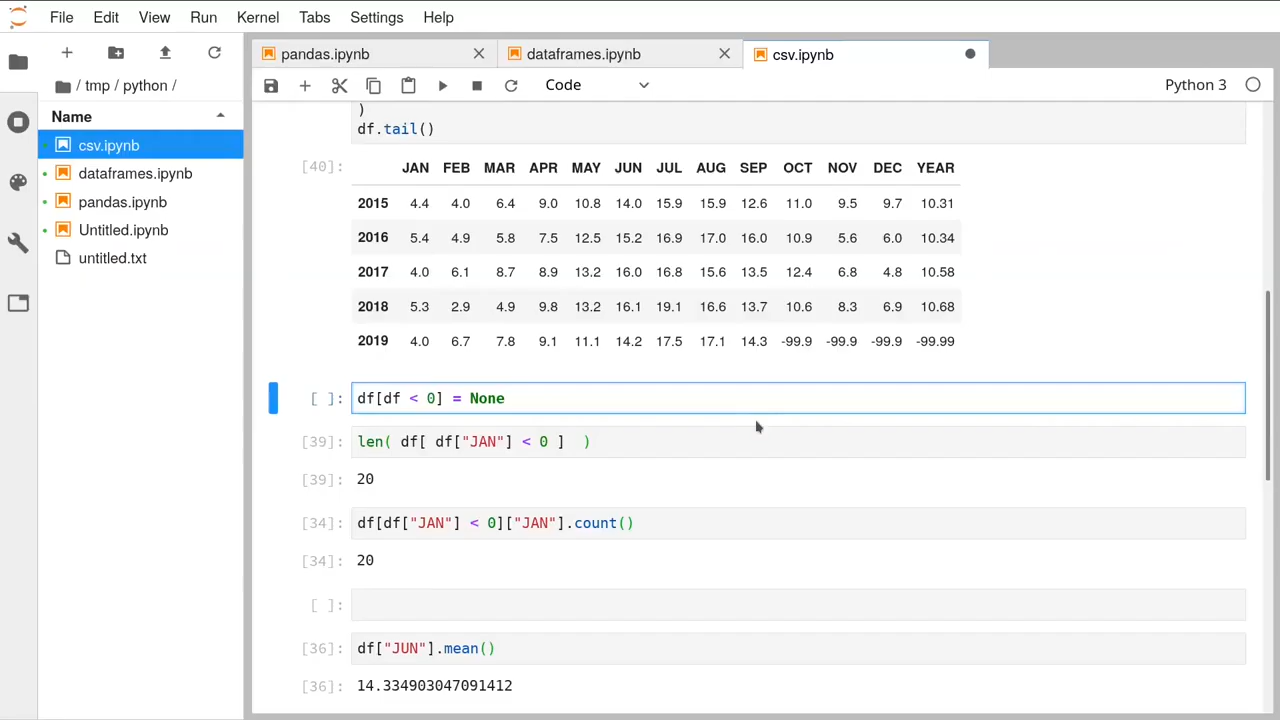 File Edit View Run Kernel Tabs Settings Help
pandas.ipynb dataframes.ipynb csv.ipynb
/ tmp / python /
Code Python 3
Name
csv.ipynb
dataframes.ipynb
pandas.ipynb
Untitled.ipynb
untitled.txt
)
df.tail()
[40]: JAN FEB MAR APR MAY JUN JUL AUG SEP OCT NOV DEC YEAR
2015 4.4 4.0 6.4 9.0 10.8 14.0 15.9 15.9 12.6 11.0 9.5 9.7 10.31
2016 5.4 4.9 5.8 7.5 12.5 15.2 16.9 17.0 16.0 10.9 5.6 6.0 10.34
2017 4.0 6.1 8.7 8.9 13.2 16.0 16.8 15.6 13.5 12.4 6.8 4.8 10.58
2018 5.3 2.9 4.9 9.8 13.2 16.1 19.1 16.6 13.7 10.6 8.3 6.9 10.68
2019 4.0 6.7 7.8 9.1 11.1 14.2 17.5 17.1 14.3 -99.9 -99.9 -99.9 -99.99
[ ]: df[df < 0] = None
[39]: len( df[ df["JAN"] < 0 ]  )
[39]: 20
[34]: df[df["JAN"] < 0]["JAN"].count()
[34]: 20
[ ]:
[36]: df["JUN"].mean()
[36]: 14.334903047091412